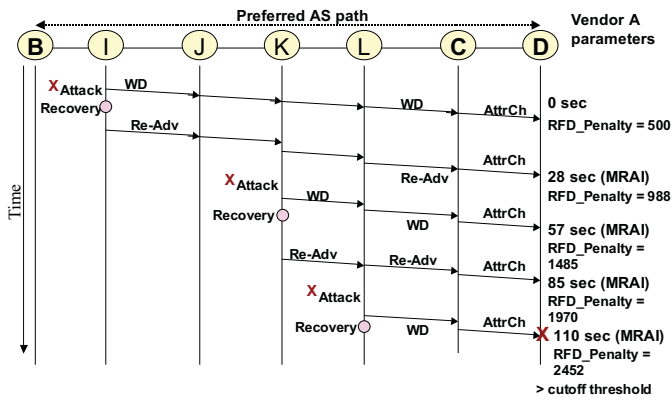 Preferred AS path
Vendor A
parameters
B I J K L C D
X Attack
WD
WD
AttrCh
0 sec
Recovery
RFD_Penalty = 500
Re-Adv
AttrCh
Re-Adv
28 sec (MRAI)
X Attack
WD
RFD_Penalty = 988
Recovery
WD
AttrCh
57 sec (MRAI)
RFD_Penalty =
1485
Re-Adv
Re-Adv
AttrCh
85 sec (MRAI)
X Attack
RFD_Penalty =
1970
Recovery
WD
AttrCh
X 110 sec (MRAI)
RFD_Penalty =
2452
> cutoff threshold
Time